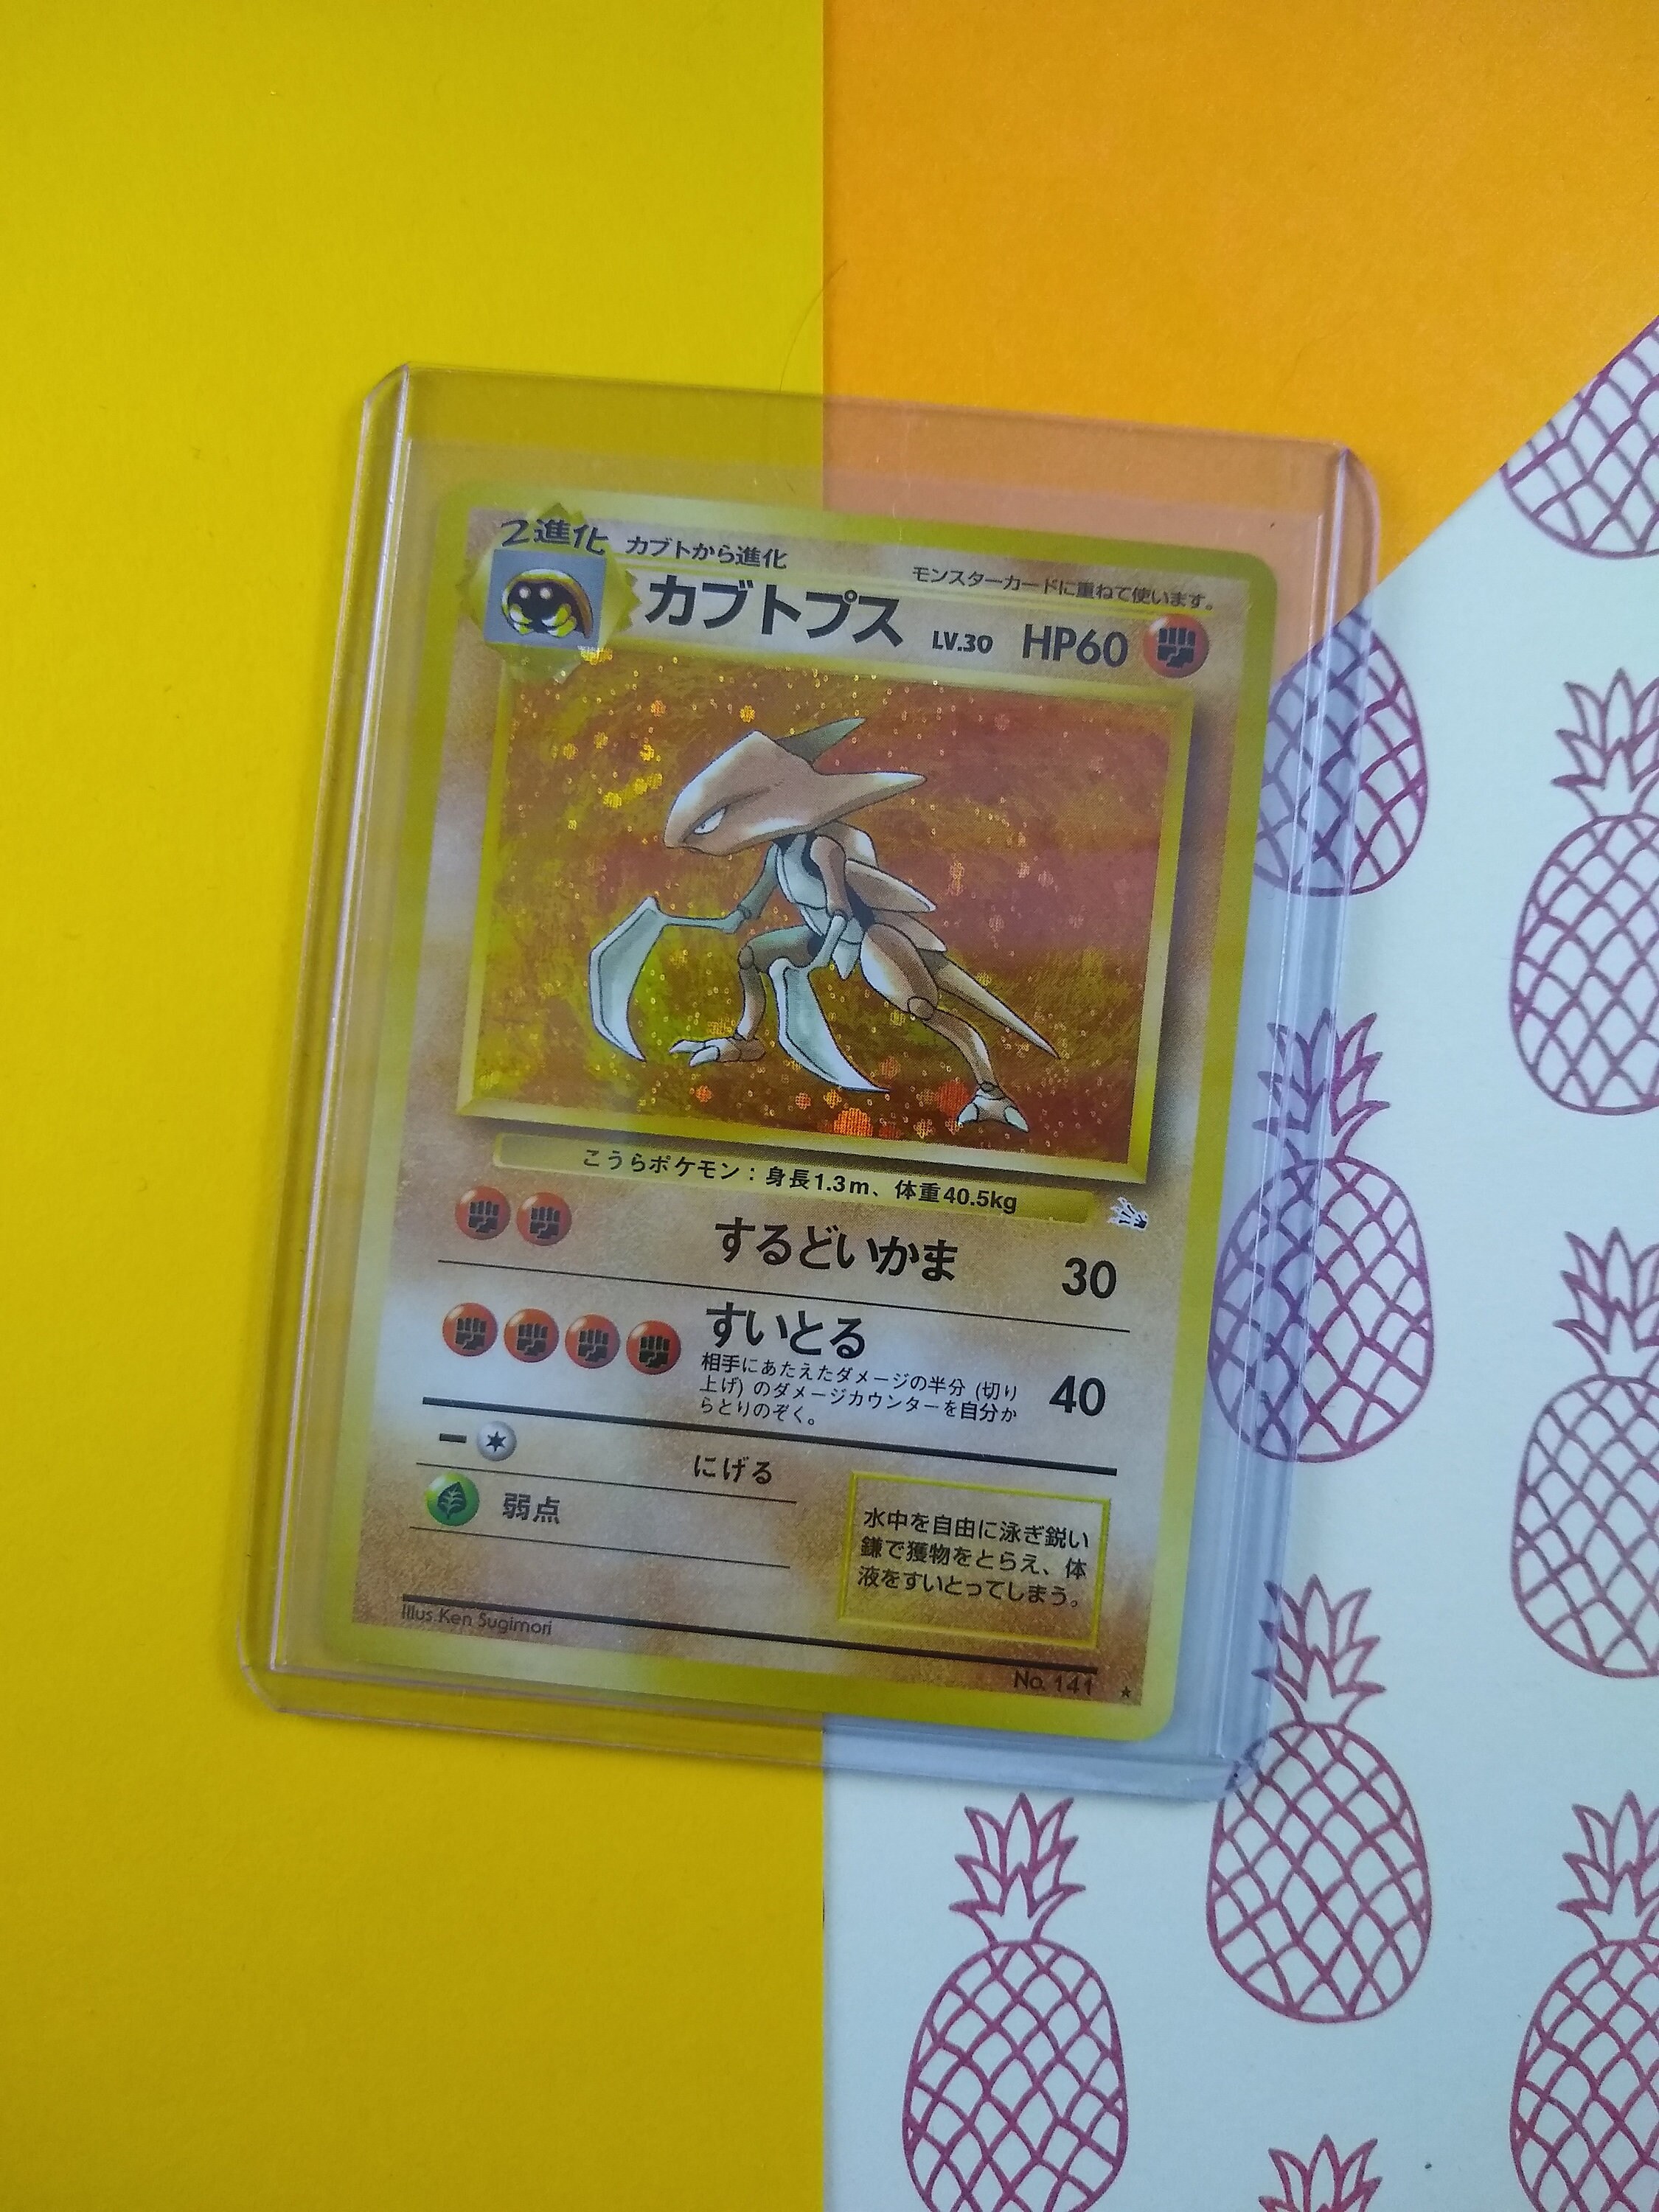 2進化
カブトから進化
モンスターカードに重ねて使います。
カブトプス LV.30 HP60
こうらポケモン：身長1.3m、体重40.5kg
するどいかま 30
すいとる 40
相手にあたえたダメージの半分 (切り
上げ) のダメージカウンターを自分か
らとりのぞく。
ー にげる
弱点
水中を自由に泳ぎ鋭い
鎌で獲物をとらえ、体
液をすいとってしまう。
Illus. Ken Sugimori
No. 141 ★